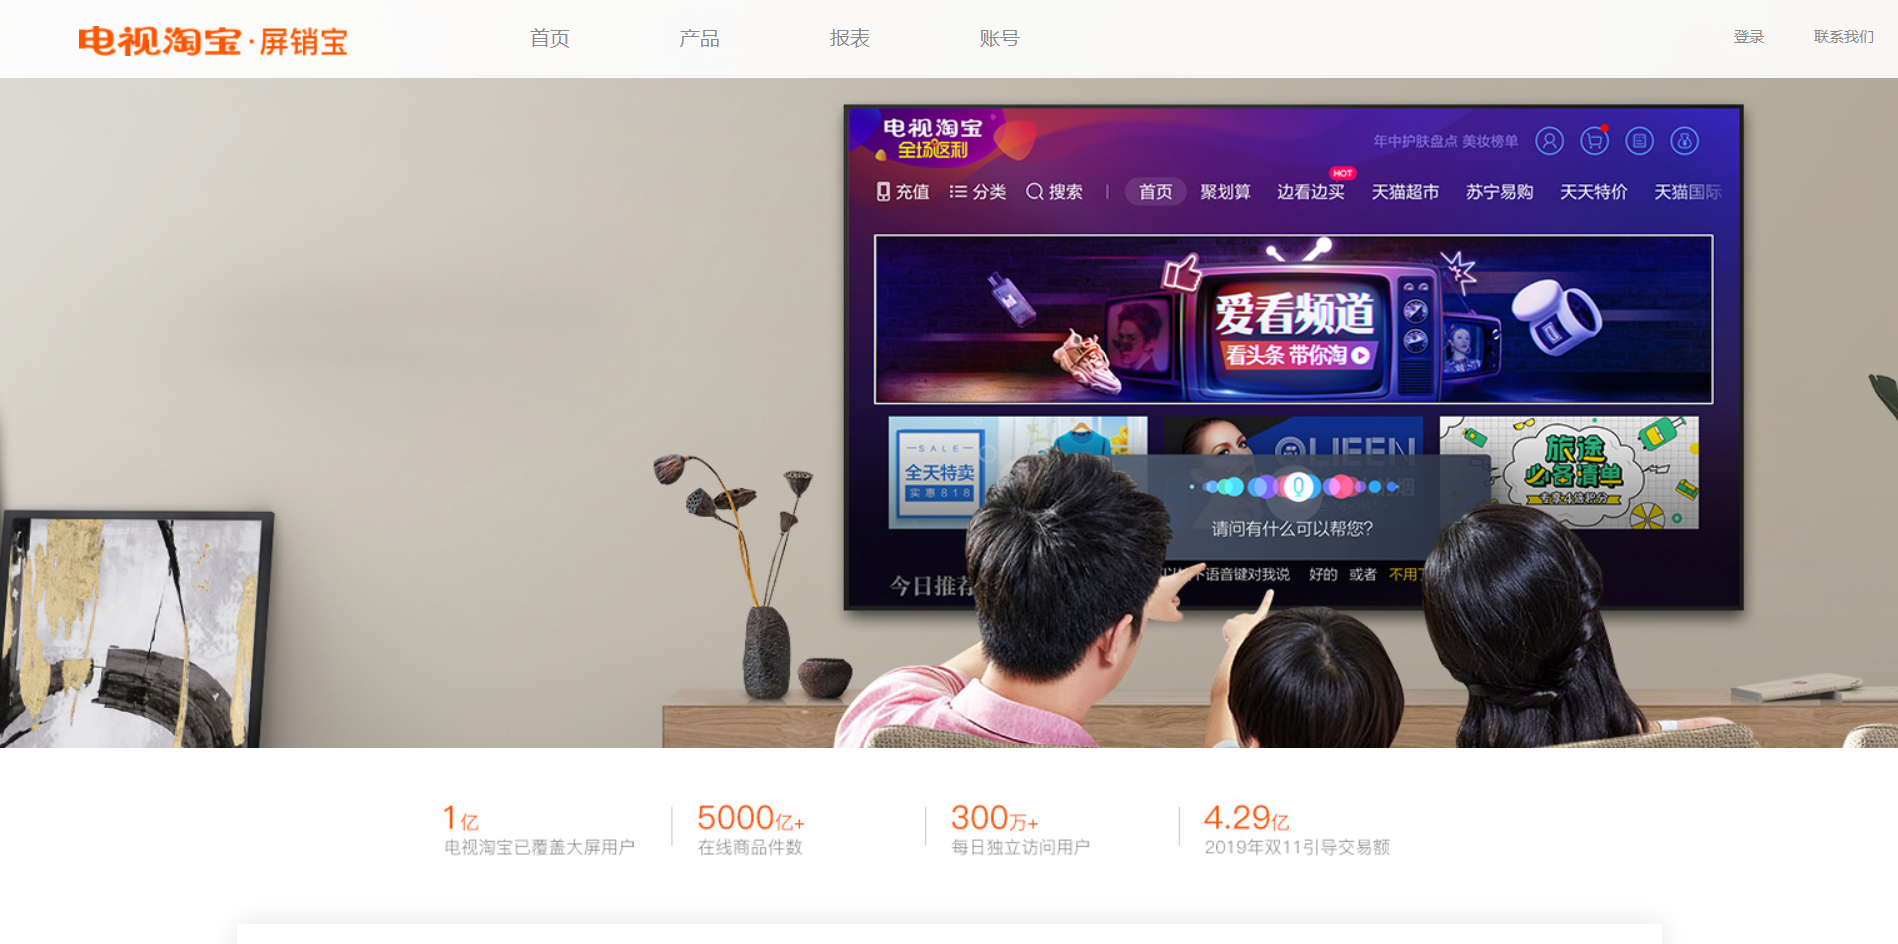 电视淘宝·屏销宝 首页 产品 报表 账号 登录 联系我们
电视淘宝
全场返利
年中护肤盘点 美妆榜单
充值 分类 搜索 | 首页 聚划算 边看边买 HOT 天猫超市 苏宁易购 天天特价 天猫国际
爱看频道
看头条 带你淘
SALE
全天特卖
实惠818
QUEEN
旅途
必备清单
专享4倍积分
请问有什么可以帮您?
语音键对我说 好的 或者 不用了
今日推荐
1亿
电视淘宝已覆盖大屏用户
5000亿+
在线商品件数
300万+
每日独立访问用户
4.29亿
2019年双11引导交易额